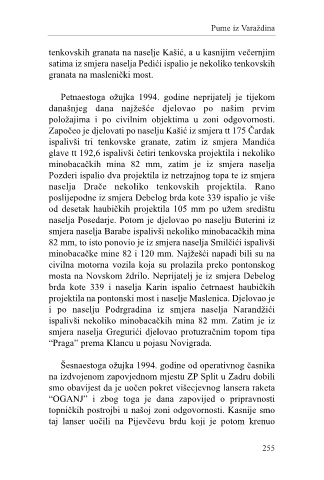 Pume iz Varaždina
tenkovskih granata na naselje Kašić, a u kasnijim večernjim
satima iz smjera naselja Pedići ispalio je nekoliko tenkovskih
granata na maslenički most.
Petnaestoga ožujka 1994. godine neprijatelj je tijekom
današnjeg dana najžešće djelovao po našim prvim
položajima i po civilnim objektima u zoni odgovornosti.
Započeo je djelovati po naselju Kašić iz smjera tt 175 Čardak
ispalivši tri tenkovske granate, zatim iz smjera Mandića
glave tt 192,6 ispalivši četiri tenkovska projektila i nekoliko
minobacačkih mina 82 mm, zatim je iz smjera naselja
Pozderi ispalio dva projektila iz netrzajnog topa te iz smjera
naselja Drače nekoliko tenkovskih projektila. Rano
poslijepodne iz smjera Debelog brda kote 339 ispalio je više
od desetak haubičkih projektila 105 mm po užem središtu
naselja Posedarje. Potom je djelovao po naselju Buterini iz
smjera naselja Barabe ispalivši nekoliko minobacačkih mina
82 mm, to isto ponovio je iz smjera naselja Smilčići ispalivši
minobacačke mine 82 i 120 mm. Najžešći napadi bili su na
civilna motorna vozila koja su prolazila preko pontonskog
mosta na Novskom ždrilo. Neprijatelj je iz smjera Debelog
brda kote 339 i naselja Karin ispalio četrnaest haubičkih
projektila na pontonski most i naselje Maslenica. Djelovao je
i po naselju Podrgradina iz smjera naselja Narandžići
ispalivši nekoliko minobacačkih mina 82 mm. Zatim je iz
smjera naselja Gregurići djelovao protuzračnim topom tipa
“Praga” prema Klancu u pojasu Novigrada.
Šesnaestoga ožujka 1994. godine od operativnog časnika
na izdvojenom zapovjednom mjestu ZP Split u Zadru dobili
smo obavijest da je uočen pokret višecjevnog lansera raketa
“OGANJ” i zbog toga je dana zapovijed o pripravnosti
topničkih postrojbi u našoj zoni odgovornosti. Kasnije smo
taj lanser uočili na Pijevčevu brdu koji je potom krenuo
255